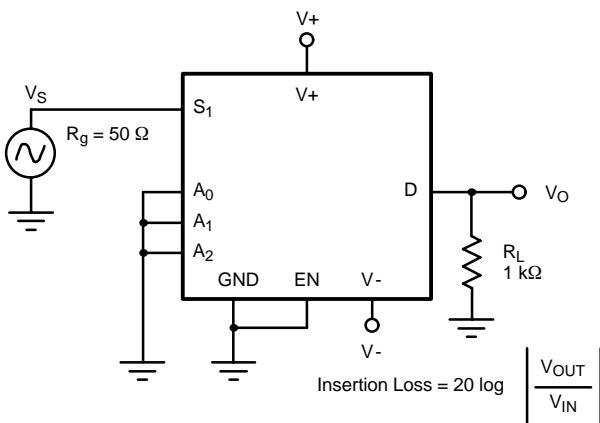 V+
V+
VS
S1
Rg = 50 Ω
A0
A1
A2
D
VO
RL
1 kΩ
GND EN V-
V-
Insertion Loss = 20 log
VOUT
VIN